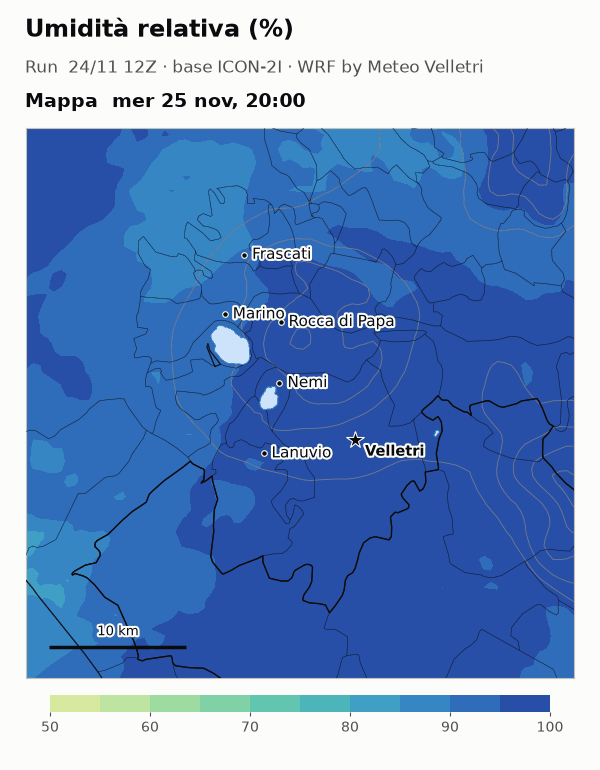 Umidità relativa (%)
Run  24/11 12Z · base ICON-2I · WRF by Meteo Velletri
Mappa  mer 25 nov, 20:00
Frascati
Marino
Rocca di Papa
Nemi
Lanuvio
Velletri
10 km
50 60 70 80 90 100